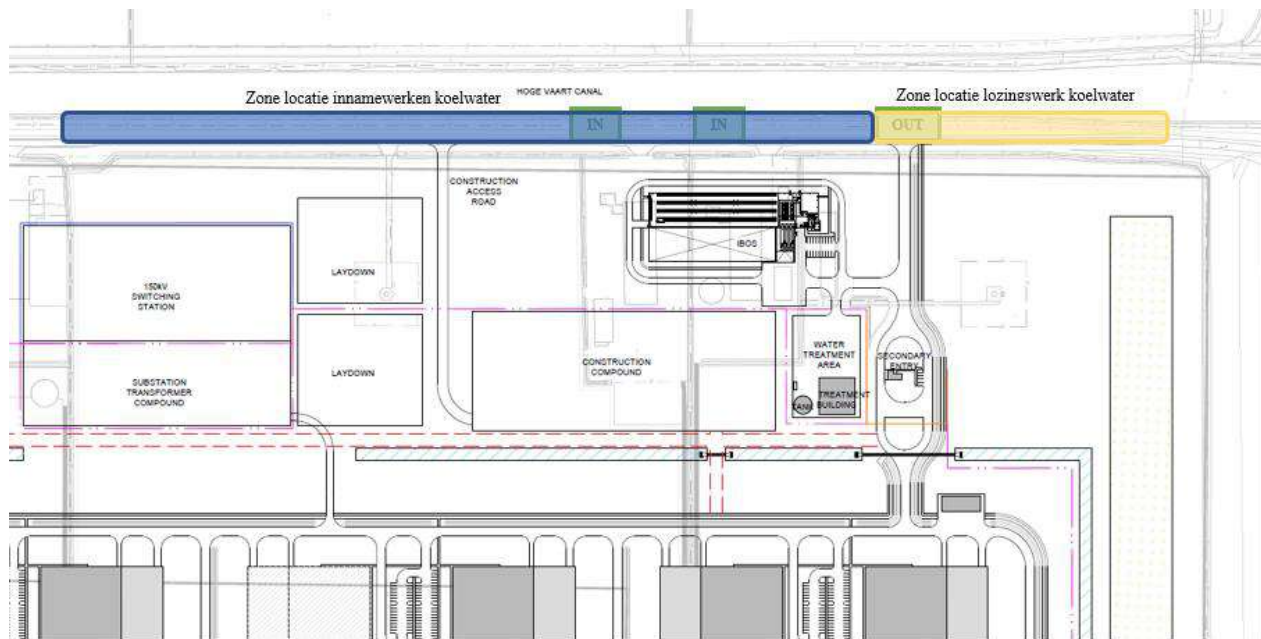 HOGE VAART CANAL
Zone locatie innamewerken koelwater
Zone locatie lozingswerk koelwater
IN
IN
OUT
CONSTRUCTION
ACCESS
ROAD
IBOS
LAYDOWN
150kV
SWITCHING
STATION
WATER
TREATMENT
AREA
SECONDARY
ENTRY
CONSTRUCTION
COMPOUND
LAYDOWN
SUBSTATION
TRANSFORMER
COMPOUND
TREATMENT
BUILDING
TANK